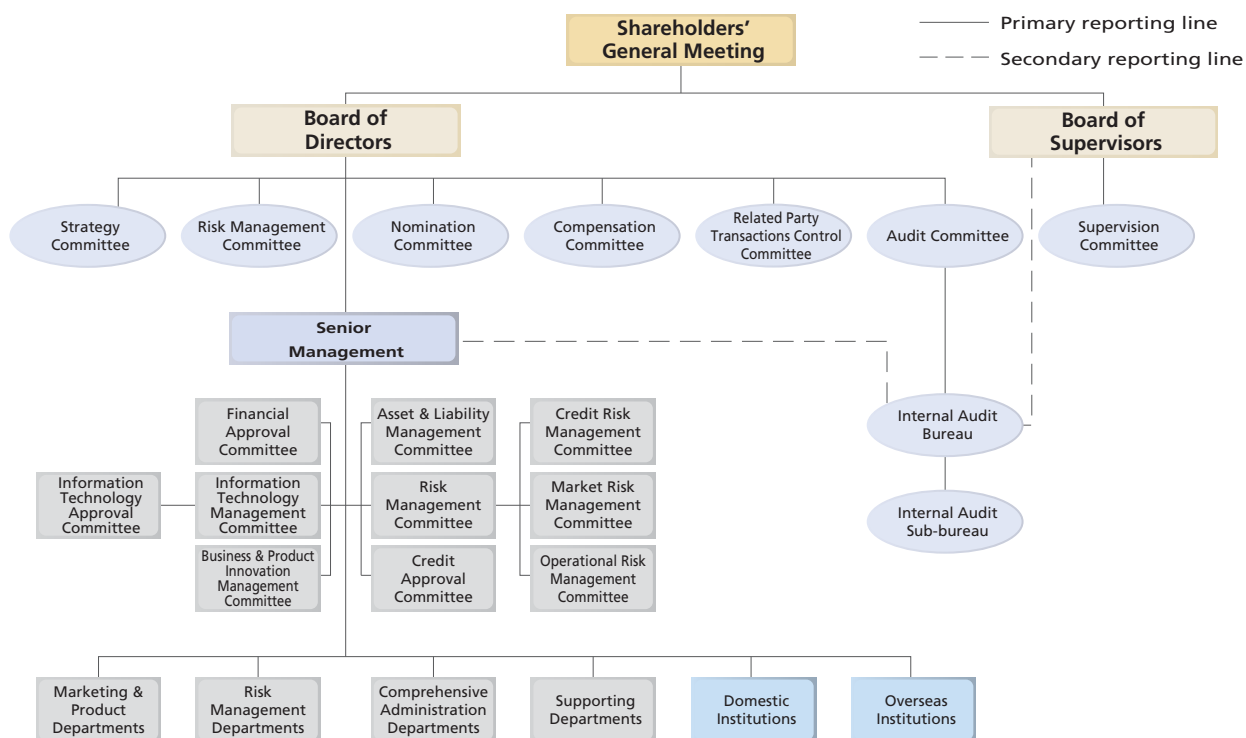 Shareholders'
General Meeting
Primary reporting line
Secondary reporting line
Board of
Directors
Board of
Supervisors
Strategy
Committee
Risk Management
Committee
Nomination
Committee
Compensation
Committee
Related Party
Transactions Control
Committee
Audit Committee
Supervision
Committee
Senior
Management
Financial
Approval
Committee
Asset & Liability
Management
Committee
Credit Risk
Management
Committee
Internal Audit
Bureau
Information
Technology
Approval
Committee
Information
Technology
Management
Committee
Risk
Management
Committee
Market Risk
Management
Committee
Internal Audit
Sub-bureau
Business & Product
Innovation
Management
Committee
Credit
Approval
Committee
Operational Risk
Management
Committee
Marketing &
Product
Departments
Risk
Management
Departments
Comprehensive
Administration
Departments
Supporting
Departments
Domestic
Institutions
Overseas
Institutions